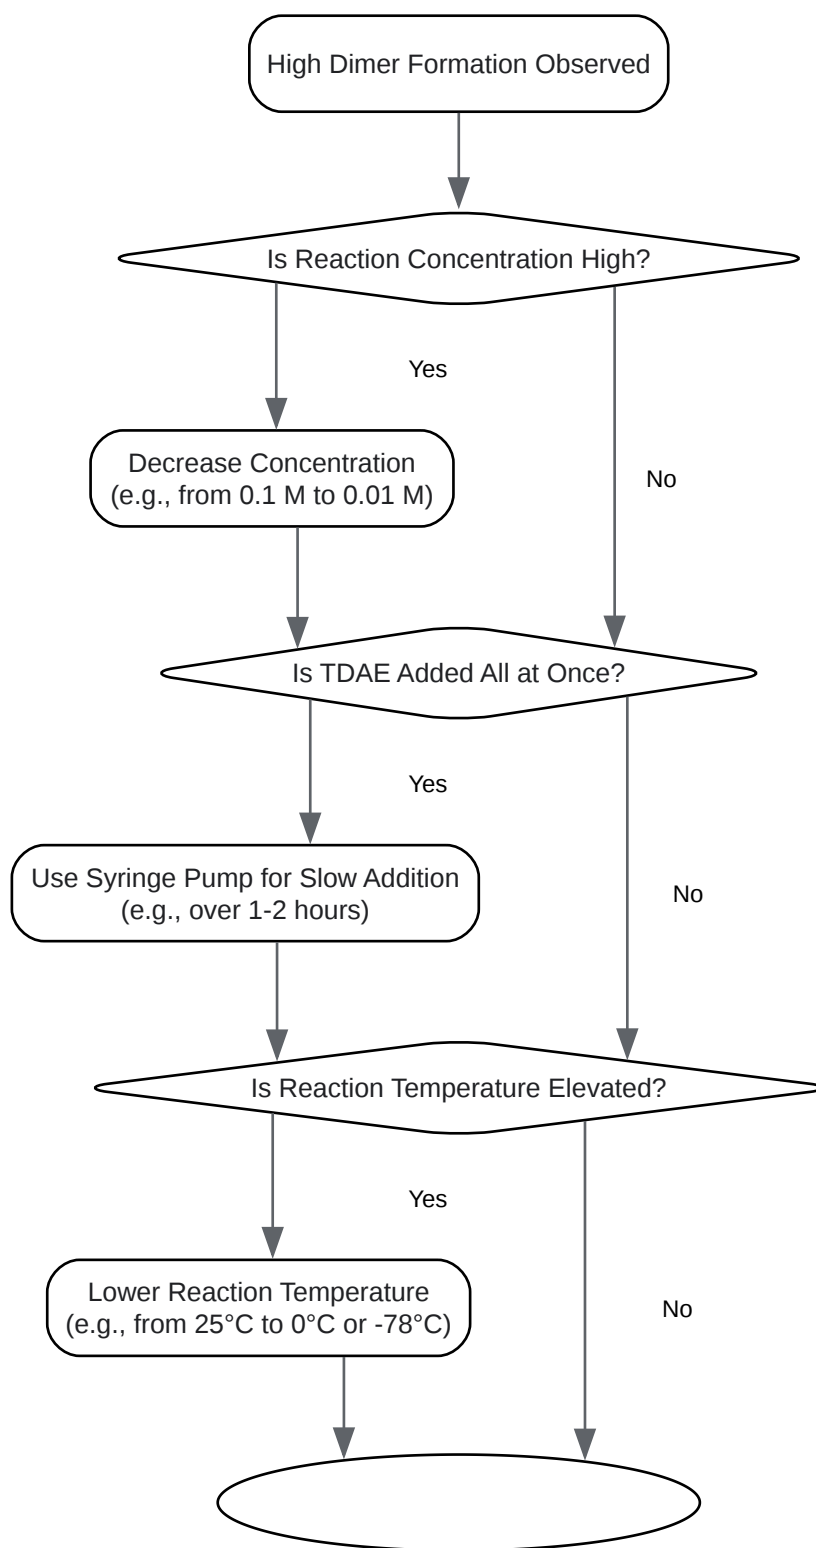 High Dimer Formation Observed
Is Reaction Concentration High?
Yes
Decrease Concentration
(e.g., from 0.1 M to 0.01 M)
No
Is TDAE Added All at Once?
Yes
Use Syringe Pump for Slow Addition
(e.g., over 1-2 hours)
No
Is Reaction Temperature Elevated?
Yes
Lower Reaction Temperature
(e.g., from 25°C to 0°C or -78°C)
No